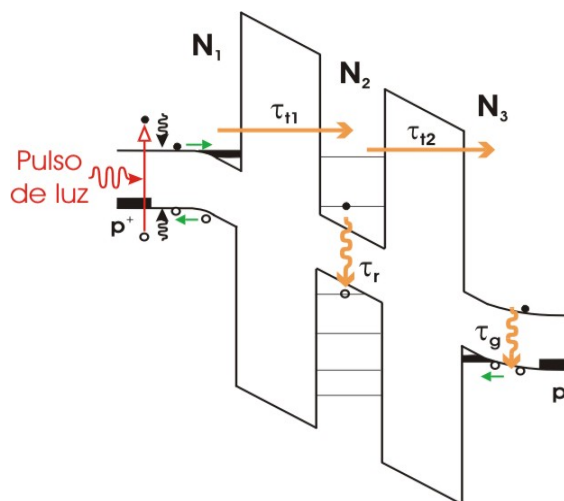 N₁
N₂
N₃
τt1
τt2
Pulso
de luz
p⁺
τr
τg
p